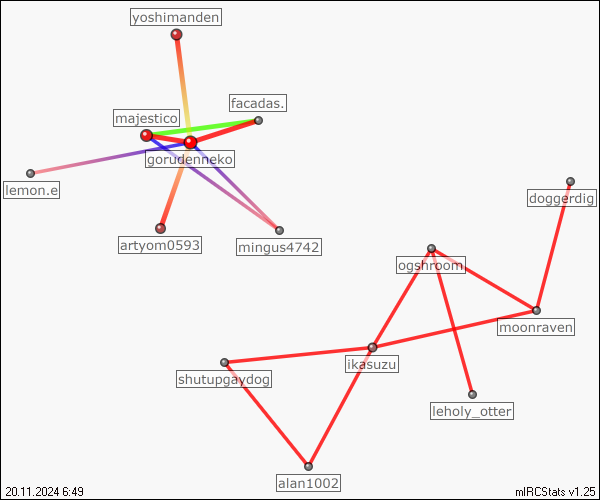 yoshimanden
facadas.
majestico
gorudenneko
lemon.e
doggerdig
artyom0593
mingus4742
ogshroom
moonraven
ikasuzu
shutupgaydog
leholy_otter
alan1002
20.11.2024 6:49
mIRCStats v1.25